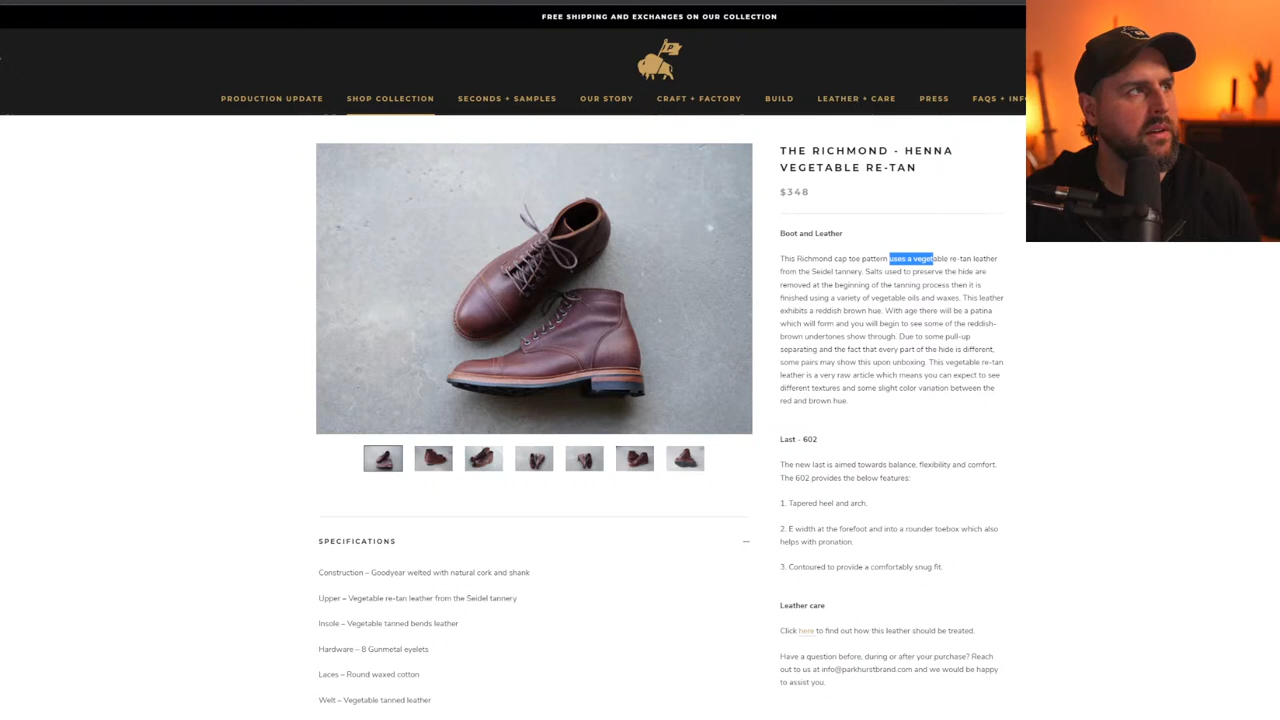 FREE SHIPPING AND EXCHANGES ON OUR COLLECTION
PRODUCTION UPDATE
SHOP COLLECTION
SECONDS + SAMPLES
OUR STORY
CRAFT + FACTORY
BUILD
LEATHER + CARE
PRESS
FAQS +
THE RICHMOND - HENNA
VEGETABLE RE-TAN
$348
Boot and Leather
This Richmond cap toe pattern uses a vegetable re-tan leather
from the Seidel tannery. Salts used to preserve the hide are
removed at the beginning of the tanning process then it is
finished using a variety of vegetable oils and waxes. This leather
exhibits a reddish brown hue. With age there will be a patina
which will form and you will begin to see some of the reddish-
brown undertones show through. Due to some pull-up
separating and the fact that every part of the hide is different,
some pairs may show this upon unboxing. This vegetable re-tan
leather is a very raw article which means you can expect to see
different textures and some slight color variation between the
red and brown hue.
Last - 602
The new last is aimed towards balance, flexibility and comfort.
The 602 provides the below features:
1. Tapered heel and arch.
2. E width at the forefoot and into a rounder toebox which also
helps with pronation.
3. Contoured to provide a comfortably snug fit.
Leather care
Click here to find out how this leather should be treated.
Have a question before, during or after your purchase? Reach
out to us at info@parkhurstbrand.com and we would be happy
to assist you.
SPECIFICATIONS
Construction – Goodyear welted with natural cork and shank
Upper – Vegetable re-tan leather from the Seidel tannery
Insole – Vegetable tanned bends leather
Hardware – 8 Gunmetal eyelets
Laces – Round waxed cotton
Welt – Vegetable tanned leather